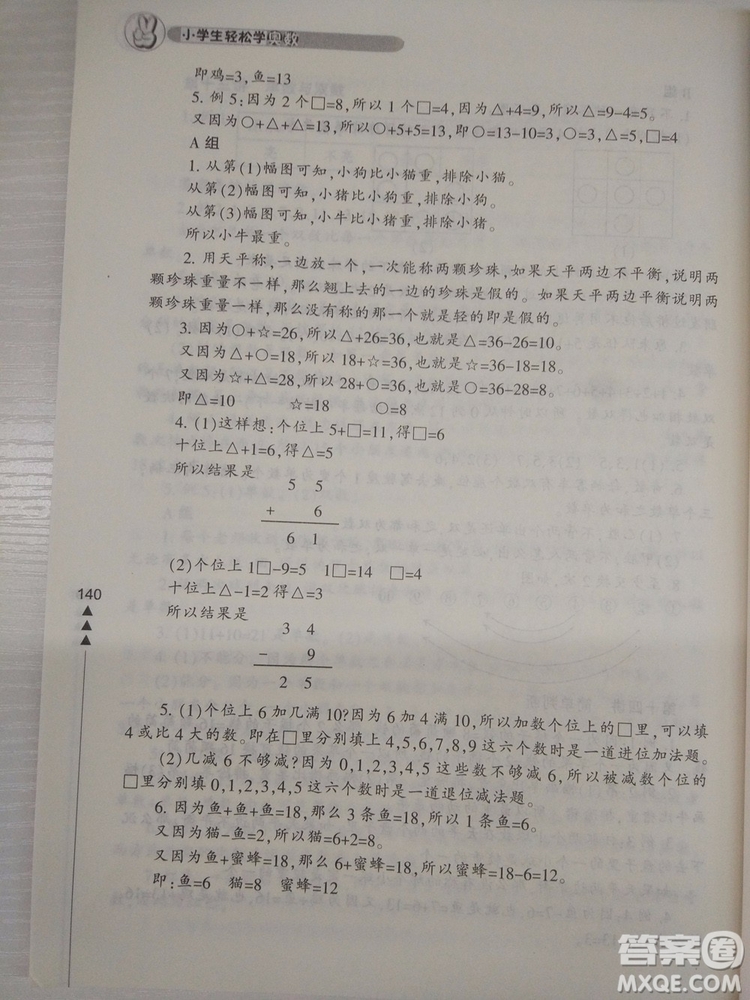 小学生轻松学奥数
即鸡=3,鱼=13
5. 例5:因为2个□=8,所以1个□=4,因为△+4=9,所以△=9-4=5。
又因为○+△+△=13,所以○+5+5=13,即○=13-10=3,○=3,△=5,□=4
A组
1. 从第(1)幅图可知,小狗比小猫重,排除小猫。
从第(2)幅图可知,小猪比小狗重,排除小狗。
从第(3)幅图可知,小牛比小猪重,排除小猪。
所以小牛最重。
2. 用天平称,一边放一个,一次能称两颗珍珠,如果天平两边不平衡,说明两
颗珍珠重量不一样,那么翘上去的一边的珍珠是假的。如果天平两边平衡说明两
颗珍珠重量一样,那么没有称的那一个就是轻的即是假的。
3. 因为○+☆=26,所以△+26=36,也就是△=36-26=10。
又因为△+○=18,所以18+☆=36,也就是☆=36-18=18。
又因为☆+△=28,所以28+○=36,也就是○=36-28=8。
即△=10 ☆=18 ○=8
4. (1)这样想:个位上5+□=11,得□=6
十位上△+1=6,得△=5
所以结果是
5 5
+ 6
6 1
(2)个位上1□-9=5 1□=14 □=4
十位上△-1=2得△=3
所以结果是
3 4
- 9
2 5
140
5. (1)个位上6加几满10?因为6加4满10,所以加数个位上的□里,可以填
4或比4大的数。即在□里分别填上4,5,6,7,8,9这六个数时是一道进位加法题。
(2)几减6不够减?因为0,1,2,3,4,5这些数不够减6,所以被减数个位的
□里分别填0,1,2,3,4,5这六个数时是一道退位减法题。
6. 因为鱼+鱼+鱼=18,那么3条鱼=18,所以1条鱼=6。
又因为猫-鱼=2,所以猫=6+2=8。
又因为鱼+蜜蜂=18,那么6+蜜蜂=18,所以蜜蜂=18-6=12。
即:鱼=6 猫=8 蜜蜂=12
答案圈
MXQE.COM